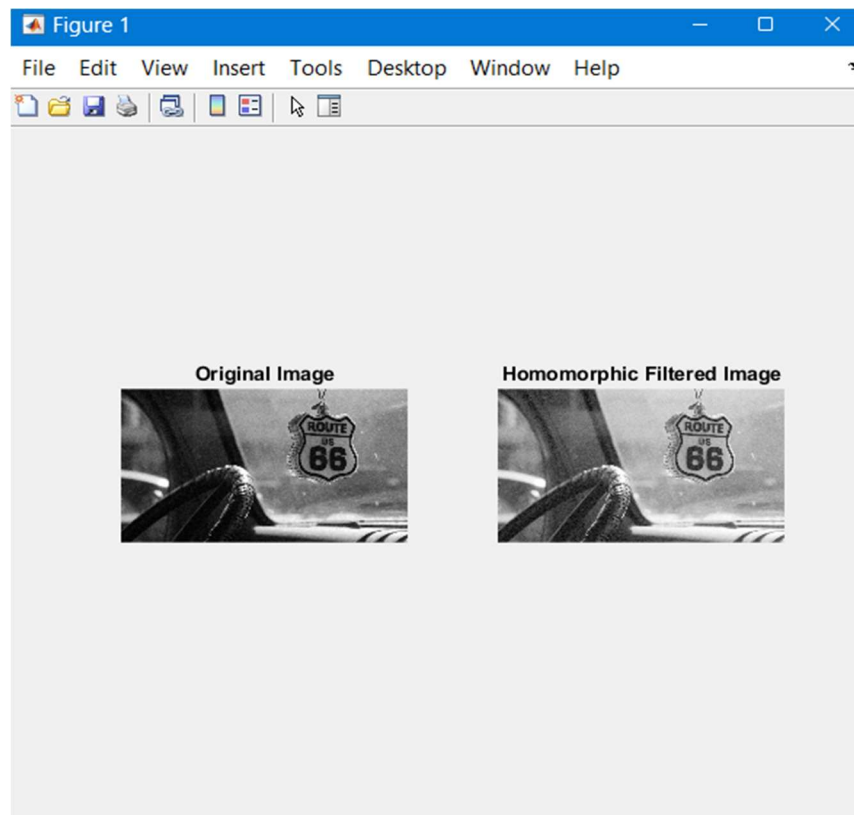 Figure 1
File Edit View Insert Tools Desktop Window Help
Original Image
Homomorphic Filtered Image
ROUTE
US
66
ROUTE
US
66